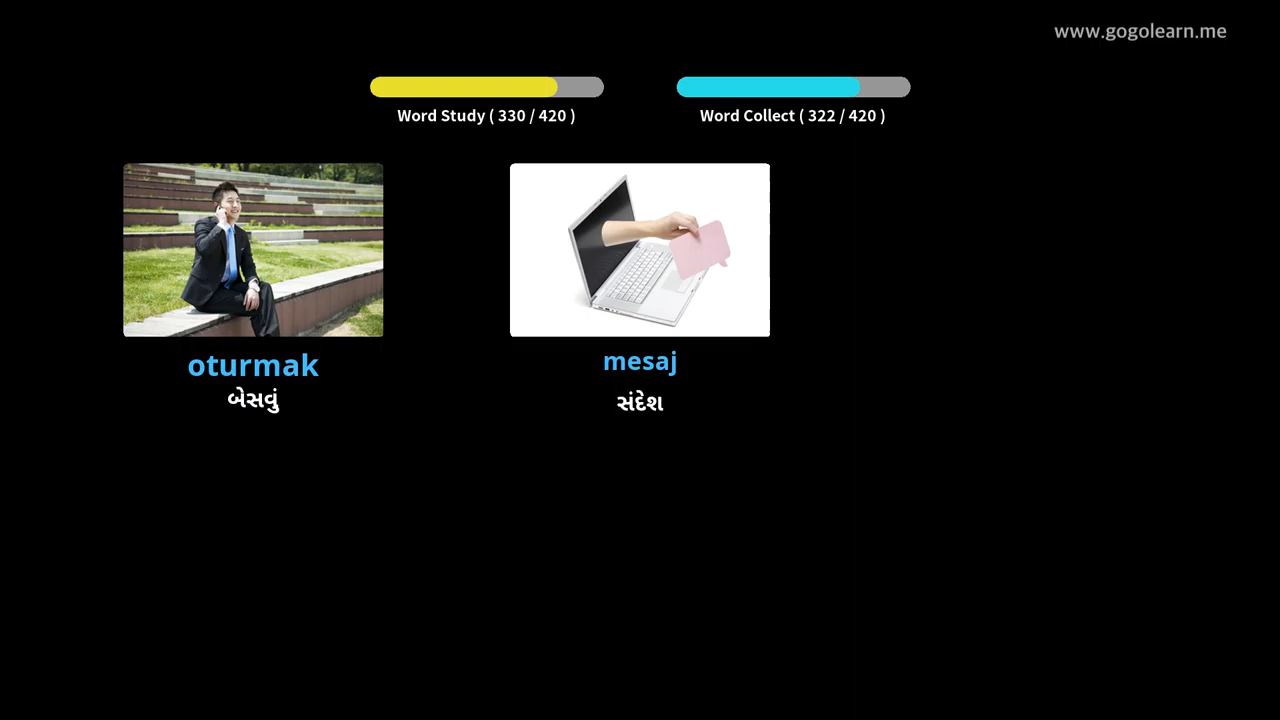 www.gogolearn.me
Word Study ( 330 / 420 )
Word Collect ( 322 / 420 )
oturmak
બેસવું
mesaj
સંદેશ